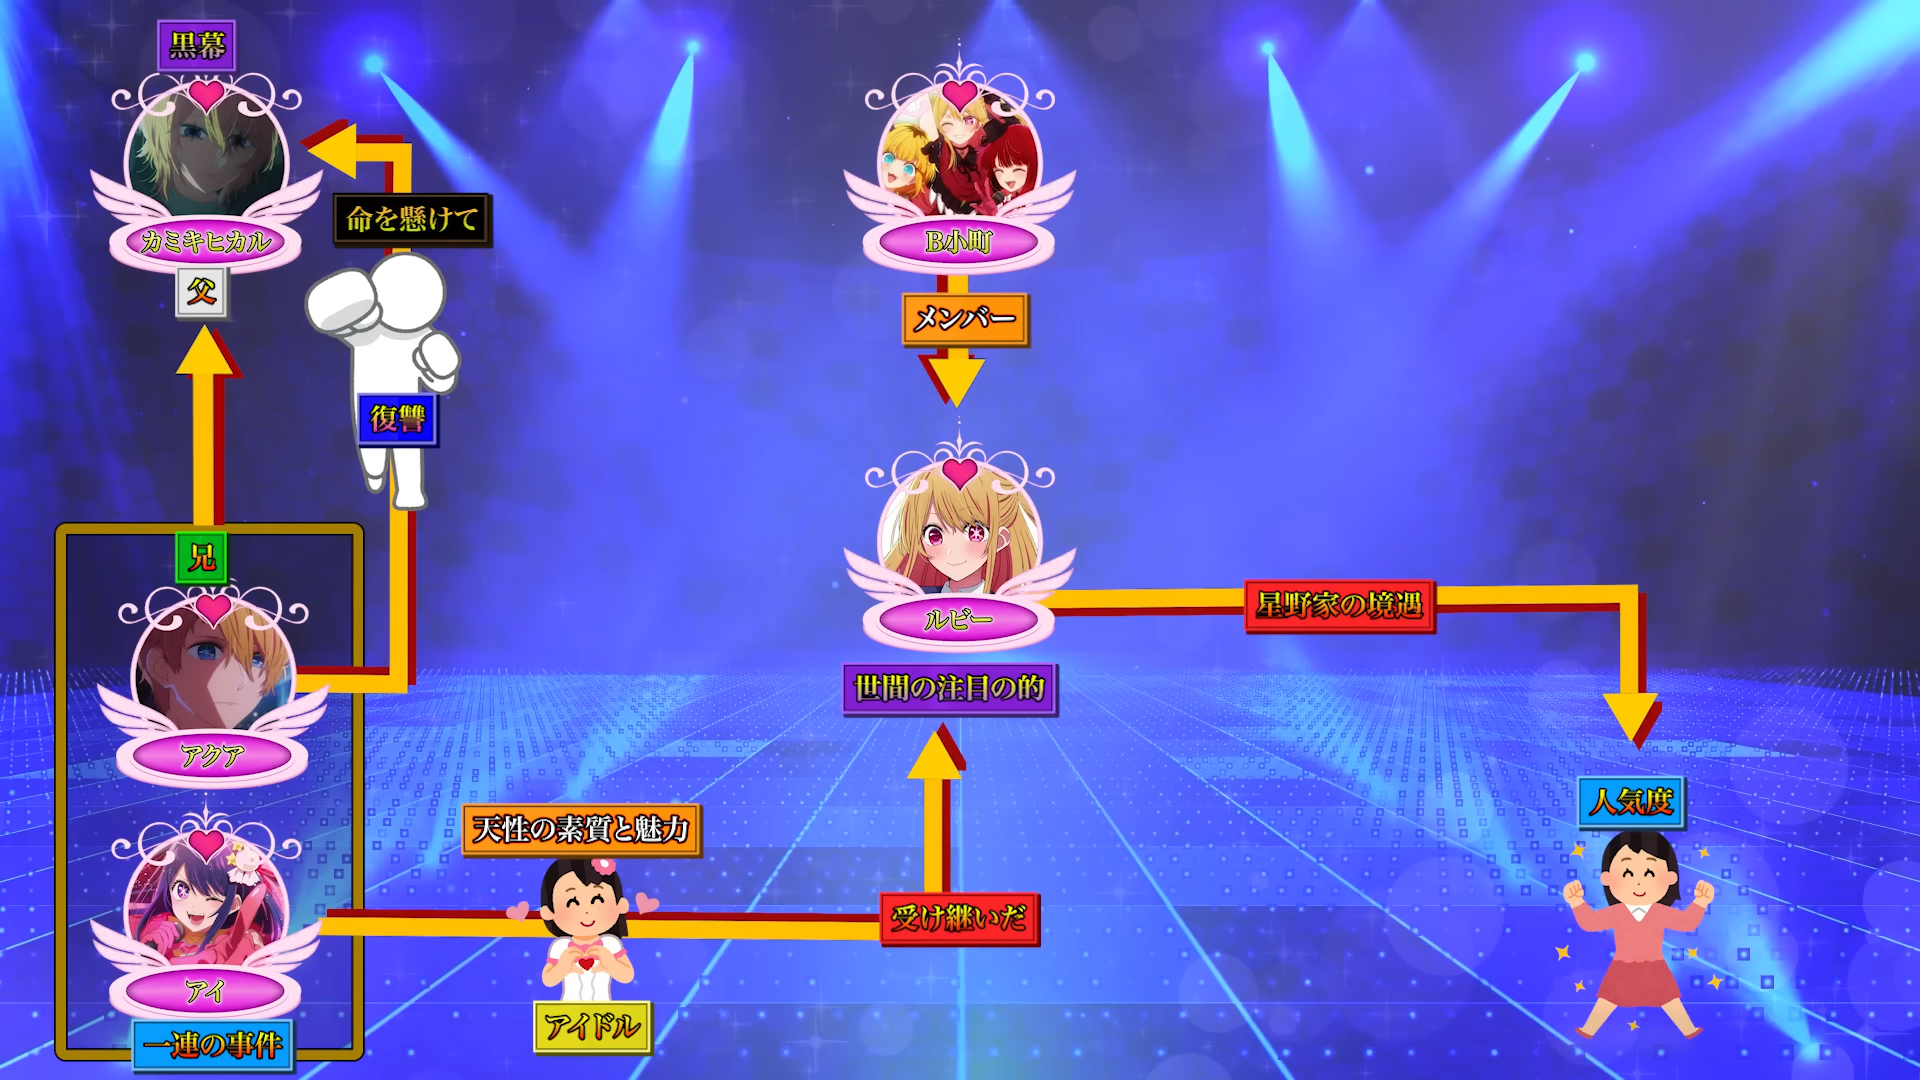 黒幕
カミキヒカル
父
命を懸けて
復讐
兄
アクア
アイ
一連の事件
天性の素質と魅力
アイドル
受け継いだ
B小町
メンバー
ルビー
世間の注目の的
星野家の境遇
人気度